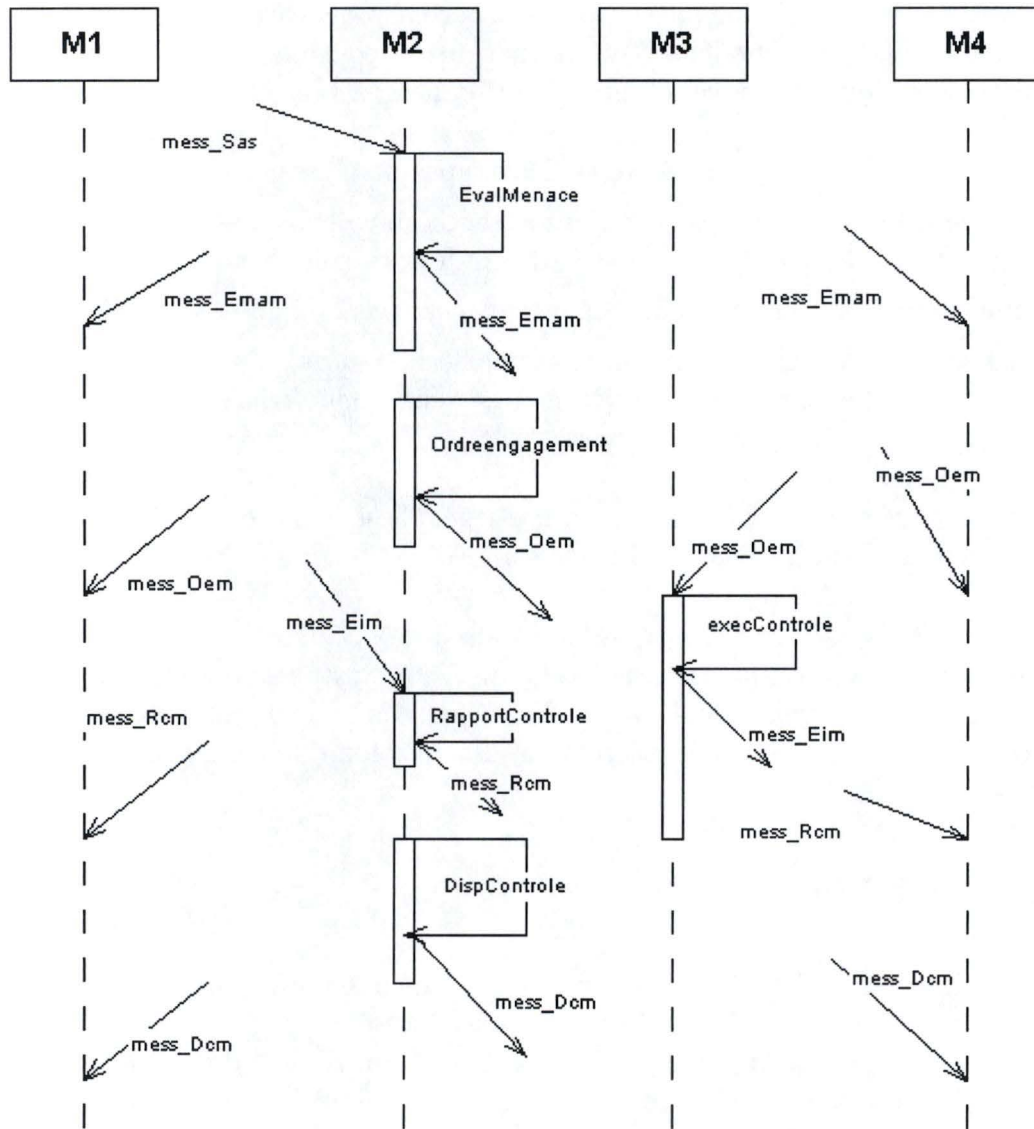 M1 M2 M3 M4
mess_Sas
EvalMenace
mess_Emam
mess_Emam
mess_Emam
Ordreengagement
mess_Oem
mess_Oem
mess_Oem
mess_Oem
mess_Eim
execControle
mess_Rcm
RapportControle
mess_Eim
mess_Rcm
mess_Rcm
DispControle
mess_Dcm
mess_Dcm
mess_Dcm